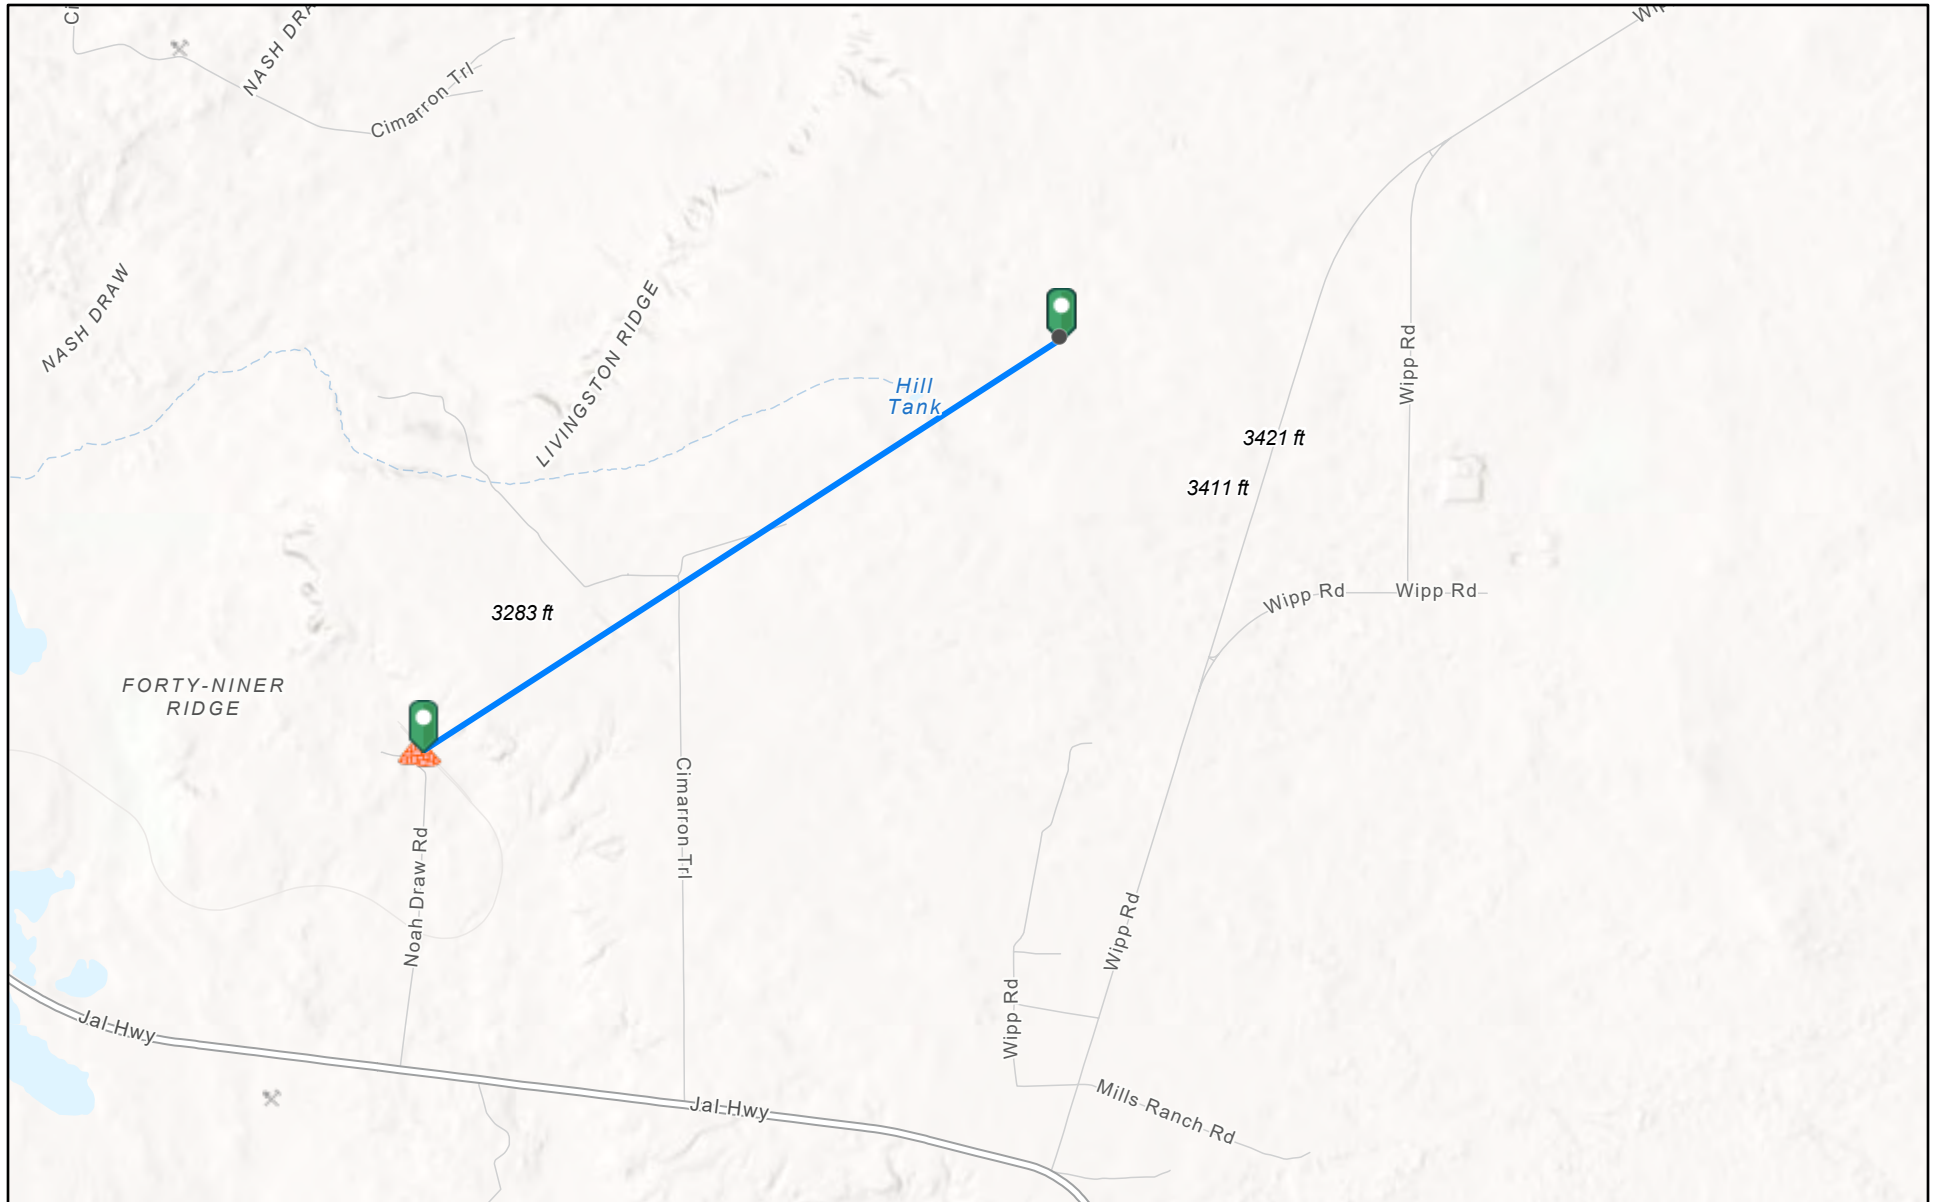 NASH DRA
Cimarron Trl
NASH DRAW
LIVINGSTON RIDGE
Hill
Tank
Wipp Rd
3421 ft
3411 ft
Wipp Rd
Wipp Rd
3283 ft
FORTY-NINER
RIDGE
Cimarron Trl
Noah Draw Rd
Wipp Rd
Wipp Rd
Jal Hwy
Jal Hwy
Mills Ranch Rd